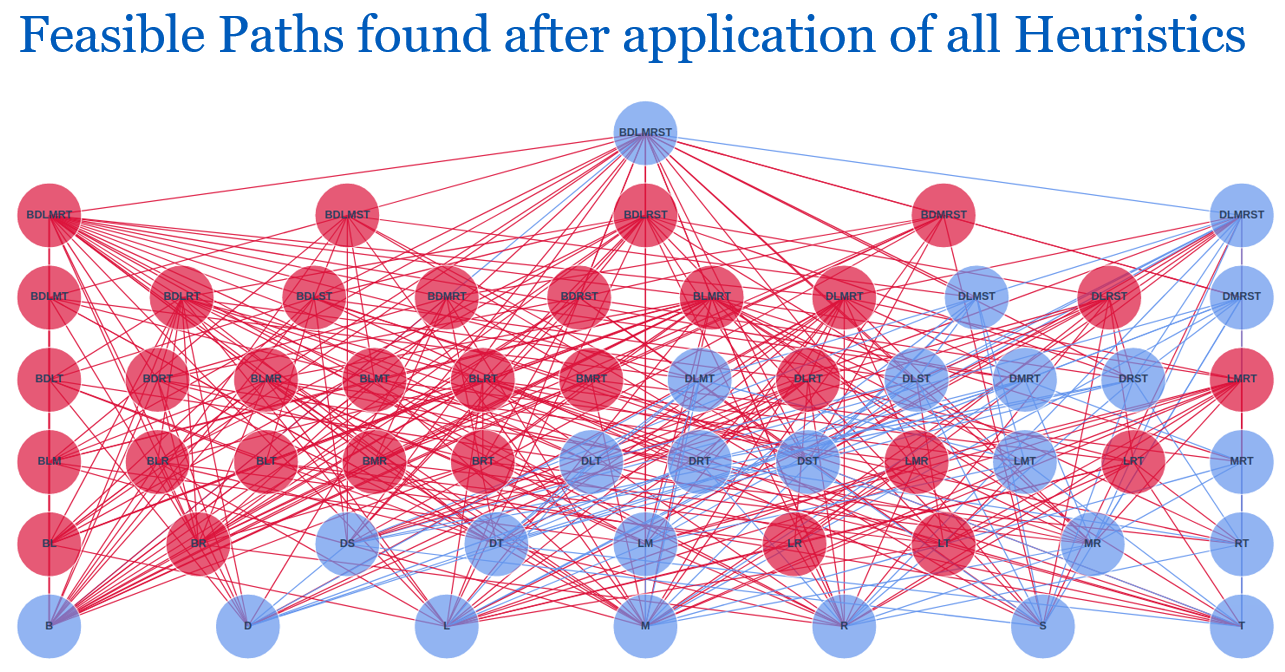 Feasible Paths found after application of all Heuristics
BDLMRST
BDLMRT BDLMST BDLRST BDMRST DLMRST
BDLMT BDLRT BDLST BDMRT BDRST BLMRT DLMRT DLMST DLRST DMRST
BDLT BDRT BLMR BLMT BLRT BMRT DLMT DLRT DLST DMRT DRST LMRT
BLM BLR BLT BMR BRT DLT DRT DST LMR LMT LRT MRT
BL BR DS DT LM LR LT MR RT
B D L M R S T